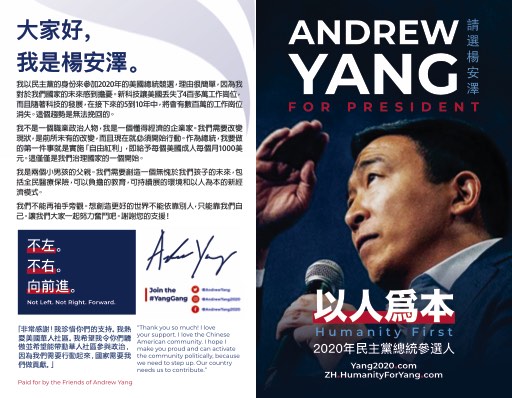 大家好，
我是楊安澤。
我以民主黨的身份來參加2020年的美國總統競選，理由很簡單，因為我
對於我們國家的未來感到擔憂。新科技讓美國丟失了4百多萬工作崗位，
而且隨著科技的發展，在接下來的5到10年中，將會有數百萬的工作崗位
消失。這個趨勢是無法挽回的。
我不是一個職業政治人物，我是一個懂得經濟的企業家。我們需要改變
現狀，是前所未有的改變，而且現在就必須開始行動。作為總統，我要做
的第一件事就是實施「自由紅利」，即給予每個美國成人每個月1000美
元。這僅僅是我們治理國家的一個開始。
我是兩個小男孩的父親。我們需要創造一個無愧於我們孩子的未來，包
括全民醫療保險，可以負擔的教育，可持續展的環境和以人為本的新經
濟模式。
我們不能再袖手旁觀。想創造更好的世界不能依靠別人，只能靠我們自
己。讓我們大家一起努力奮鬥吧，謝謝您的支援！
不左。
不右。
向前進。
Not Left. Not Right. Forward.
Andrew Yang
Join the
#YangGang
@AndrewYang
@AndrewYang2020
@AndrewYang2020
「非常感謝！我珍惜你們的支持。我熱
愛美國華人社區。我希望我令你們驕
傲並希望能帶動華人社區參與政治，
因為我們需要行動起來，國家需要我
們做貢獻。」
"Thank you so much! I love
your support. I love the Chinese
American community. I hope I
make you proud and can activate
the community politically, because
we need to step up. Our country
needs us to contribute."
Paid for by the Friends of Andrew Yang
ANDREW
YANG
FOR PRESIDENT
請選楊安澤
以人為本
Humanity First
2020年民主黨總統參選人
Yang2020.com
ZH.HumanityForYang.com